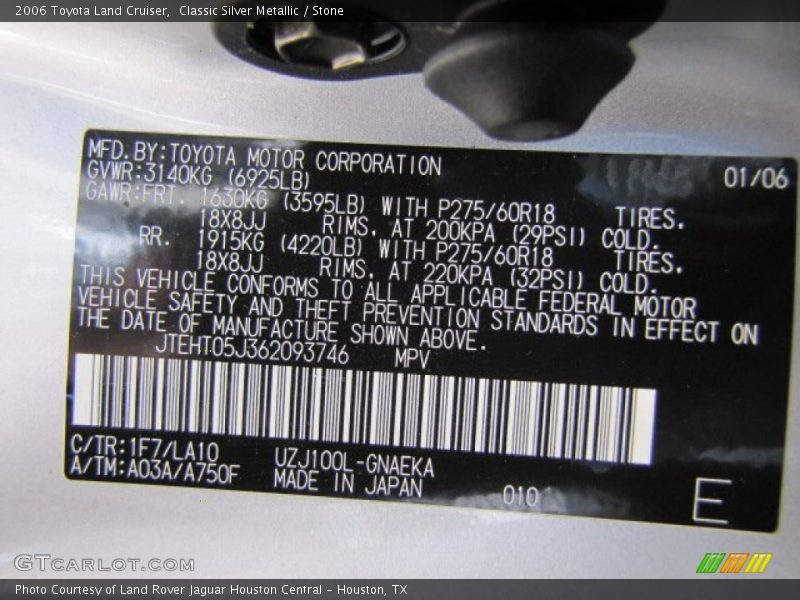 2006 Toyota Land Cruiser, Classic Silver Metallic / Stone
MFD.BY:TOYOTA MOTOR CORPORATION 01/06
GVWR:3140KG (6925LB)
GAWR:FRT. 1630KG (3595LB) WITH P275/60R18 TIRES.
18X8JJ RIMS, AT 200KPA (29PSI) COLD.
RR. 1915KG (4220LB) WITH P275/60R18 TIRES.
18X8JJ RIMS, AT 220KPA (32PSI) COLD.
THIS VEHICLE CONFORMS TO ALL APPLICABLE FEDERAL MOTOR
VEHICLE SAFETY AND THEFT PREVENTION STANDARDS IN EFFECT ON
THE DATE OF MANUFACTURE SHOWN ABOVE.
JTEHT05J362093746 MPV
C/TR:1F7/LA10 UZJ100L-GNAEKA
A/TM:A03A/A750F MADE IN JAPAN 010 E
GTCARLOT.COM
Photo Courtesy of Land Rover Jaguar Houston Central - Houston, TX